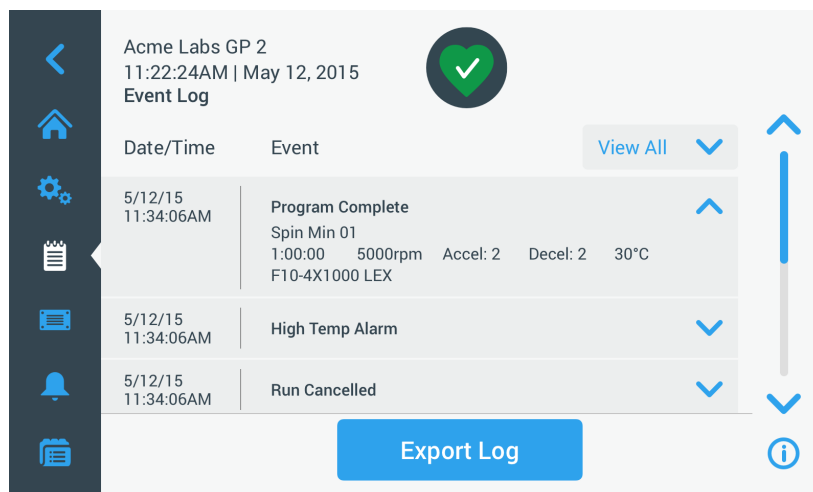 Acme Labs GP 2
11:22:24AM | May 12, 2015
Event Log
Date/Time Event View All
5/12/15
11:34:06AM
Program Complete
Spin Min 01
1:00:00 5000rpm Accel: 2 Decel: 2 30°C
F10-4X1000 LEX
5/12/15
11:34:06AM
High Temp Alarm
5/12/15
11:34:06AM
Run Cancelled
Export Log